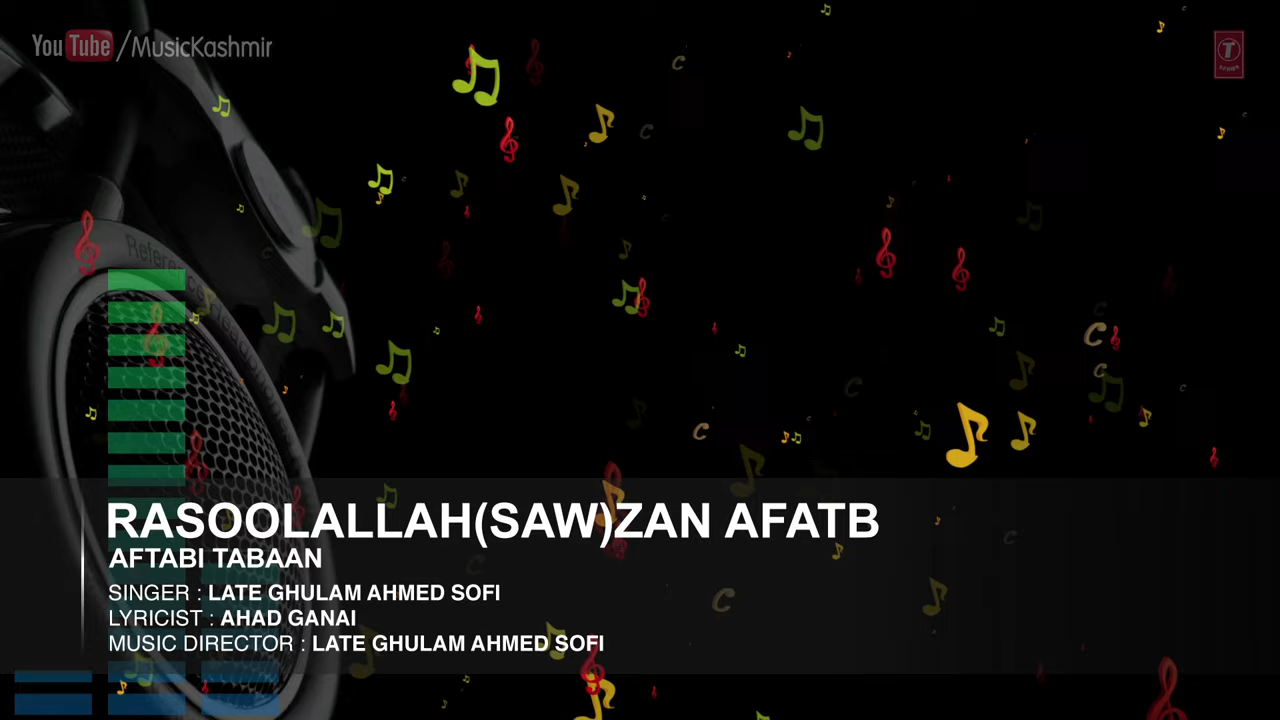 YouTube/MusicKashmir
T
SERIES
RASOOLALLAH(SAW)ZAN AFATB
AFTABI TABAAN
SINGER : LATE GHULAM AHMED SOFI
LYRICIST : AHAD GANAI
MUSIC DIRECTOR : LATE GHULAM AHMED SOFI